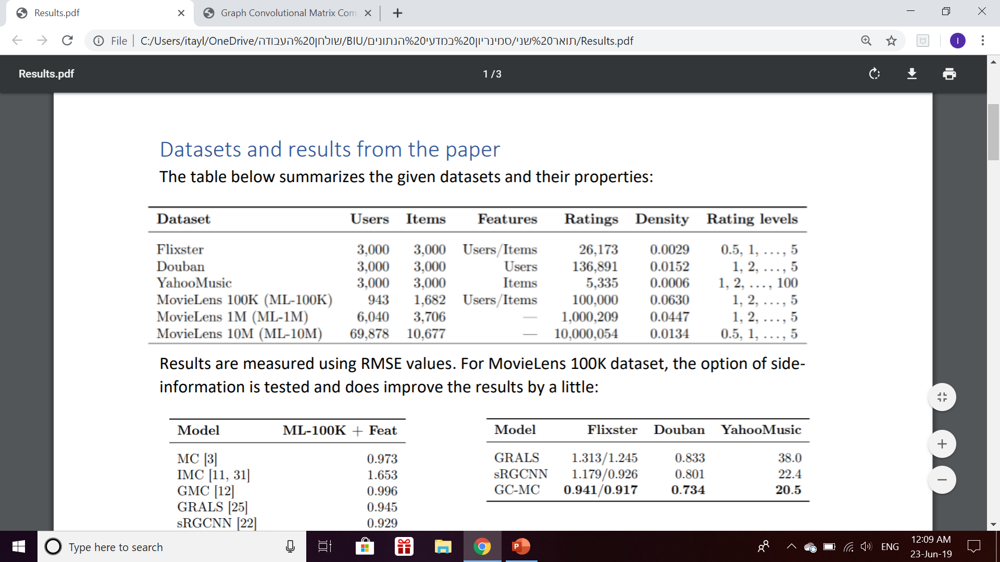 Results.pdf
Graph Convolutional Matrix Com
File C:/Users/itayl/OneDrive/שולחן%20העבודה/BIU/תואר%20שני/סמינריון%20במדעי%20הנתונים/Results.pdf
I
Results.pdf
1 / 3
Datasets and results from the paper
The table below summarizes the given datasets and their properties:
Dataset Users Items Features Ratings Density Rating levels
Flixster 3,000 3,000 Users/Items 26,173 0.0029 0.5, 1, ..., 5
Douban 3,000 3,000 Users 136,891 0.0152 1, 2, ..., 5
YahooMusic 3,000 3,000 Items 5,335 0.0006 1, 2, ..., 100
MovieLens 100K (ML-100K) 943 1,682 Users/Items 100,000 0.0630 1, 2, ..., 5
MovieLens 1M (ML-1M) 6,040 3,706 — 1,000,209 0.0447 1, 2, ..., 5
MovieLens 10M (ML-10M) 69,878 10,677 — 10,000,054 0.0134 0.5, 1, ..., 5
Results are measured using RMSE values. For MovieLens 100K dataset, the option of side-
information is tested and does improve the results by a little:
Model ML-100K + Feat
MC [3] 0.973
IMC [11, 31] 1.653
GMC [12] 0.996
GRALS [25] 0.945
sRGCNN [22] 0.929
Model Flixster Douban YahooMusic
GRALS 1.313/1.245 0.833 38.0
sRGCNN 1.179/0.926 0.801 22.4
GC-MC 0.941/0.917 0.734 20.5
Type here to search
P
ENG
12:09 AM
23-Jun-19